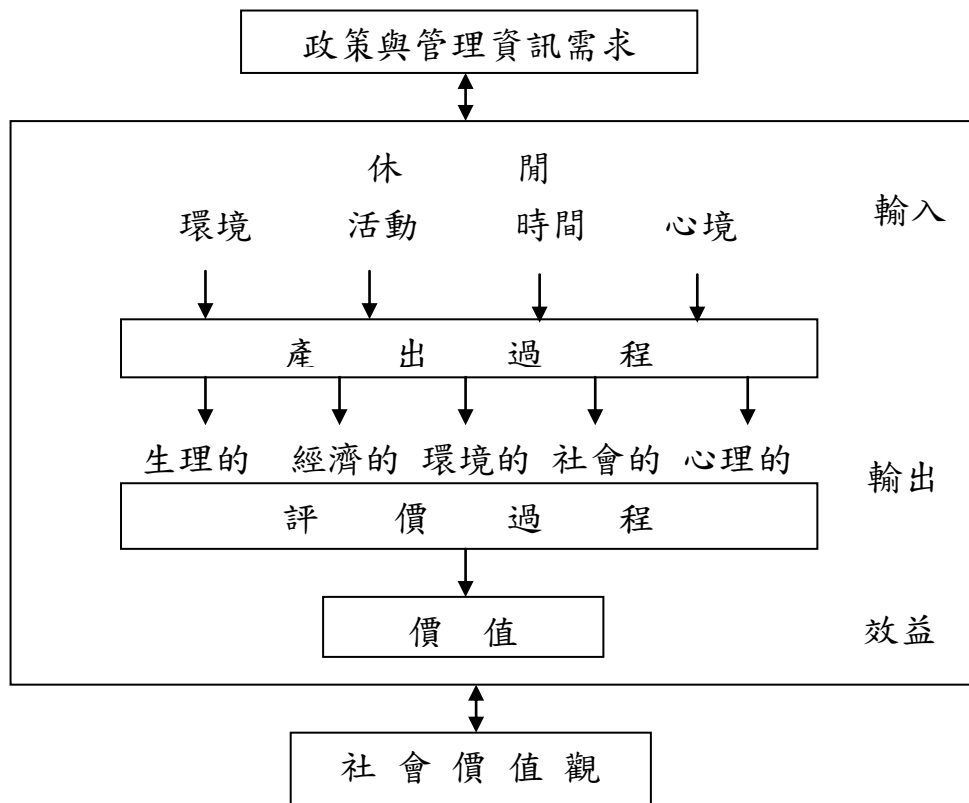 政策與管理資訊需求
休 閒
環境 活動 時間 心境 輸入
產 出 過 程
生理的 經濟的 環境的 社會的 心理的
輸出
評 價 過 程
價 值 效益
社 會 價 值 觀